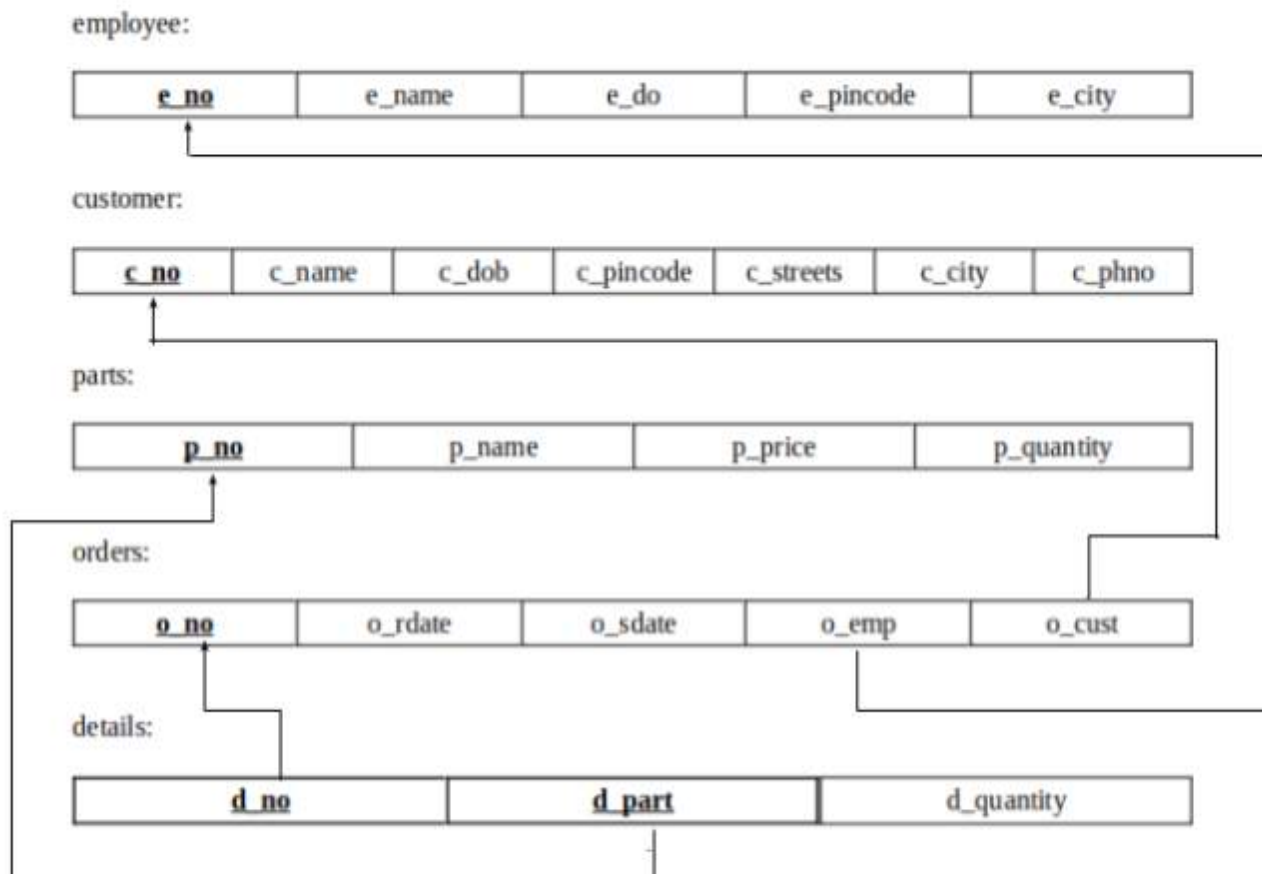 employee:
e_no e_name e_do e_pincode e_city
customer:
c_no c_name c_dob c_pincode c_streets c_city c_phno
parts:
p_no p_name p_price p_quantity
orders:
o_no o_rdate o_sdate o_emp o_cust
details:
d_no d_part d_quantity